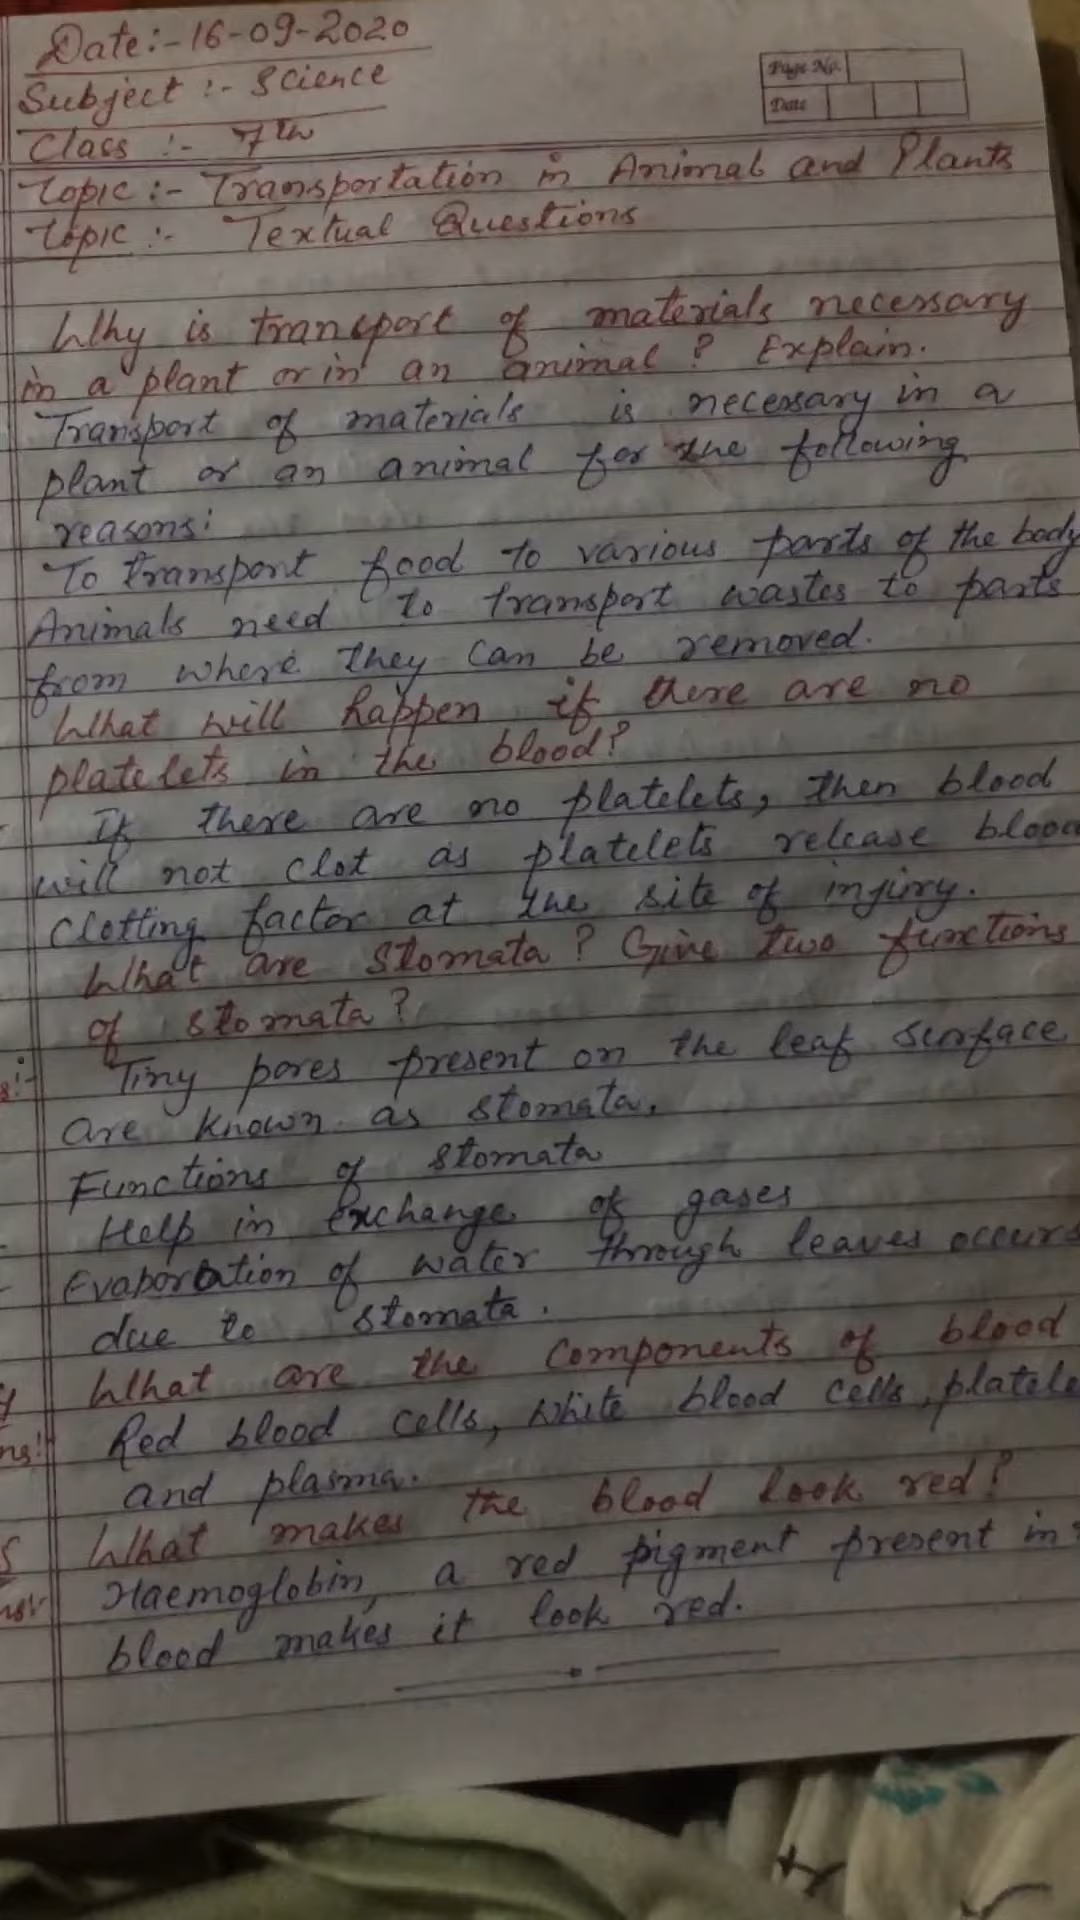 Date:-16-09-2020
Page No.
Subject :- Science
Date
Class :- 7th
Topic :- Transportation in Animal and Plants
Topic :- Textual Questions
Why is transport of materials necessary
in a plant or in an animal? Explain.
Transport of materials is necessary in a
plant or an animal for the following
reasons:
To transport food to various parts of the body
Animals need to transport wastes to parts
from where they can be removed.
What will happen if there are no
platelets in the blood?
If there are no platelets, then blood
will not clot as platelets release blood
clotting factor at the site of injury.
What are stomata? Give two functions
of stomata?
Tiny pores present on the leaf surface
are known as stomata.
Functions of stomata
Help in exchange of gases
Evaporation of water through leaves occurs
due to stomata.
What are the components of blood
Red blood cells, White blood cells, platele
and plasma.
What makes the blood look red?
Haemoglobin, a red pigment present in
blood makes it look red.